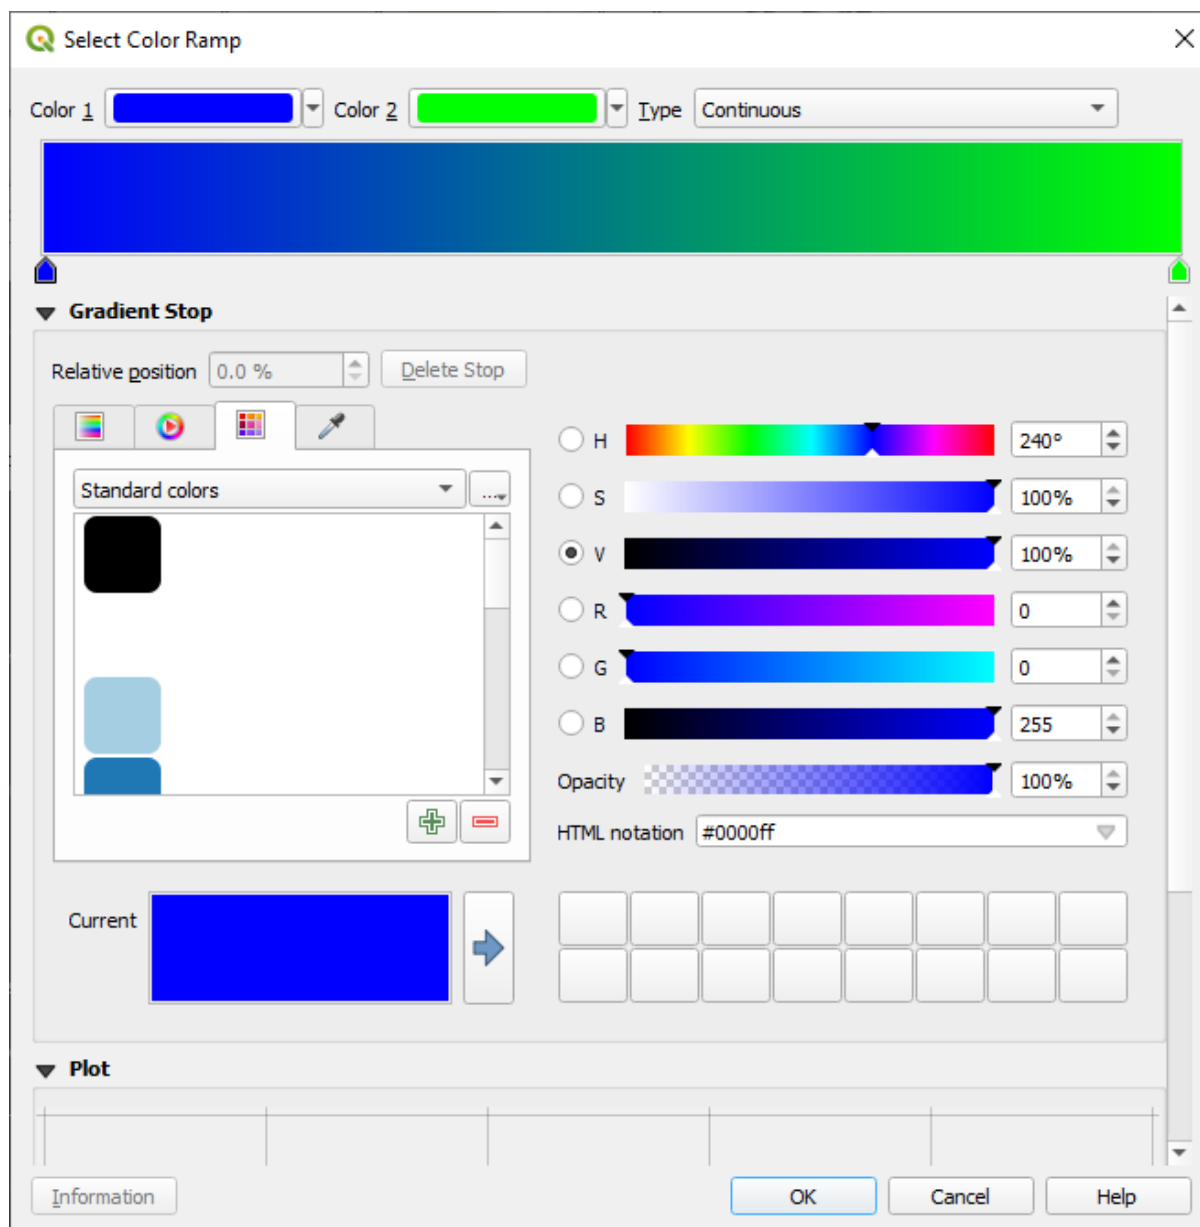 Select Color Ramp
Color 1 Color 2 Type Continuous
Gradient Stop
Relative position 0.0 % Delete Stop
H 240°
Standard colors ...
S 100%
V 100%
R 0
G 0
B 255
Opacity 100%
HTML notation #0000ff
Current
Plot
Information OK Cancel Help